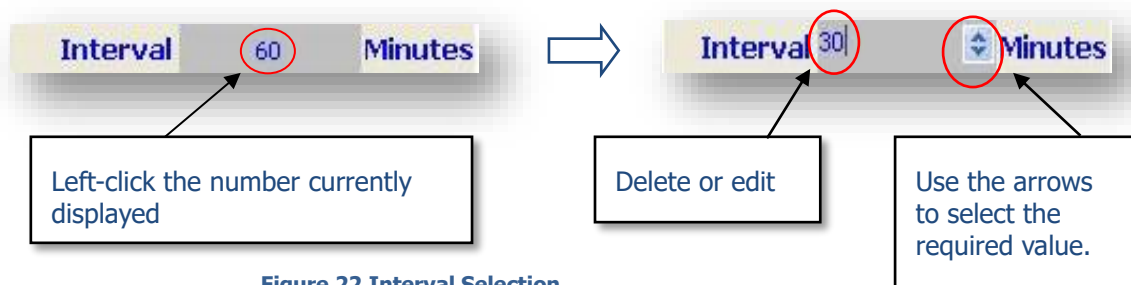 Interval 60 Minutes
Interval 30 Minutes
Left-click the number currently
displayed
Delete or edit
Use the arrows
to select the
required value.
Figure 22 Interval Selection